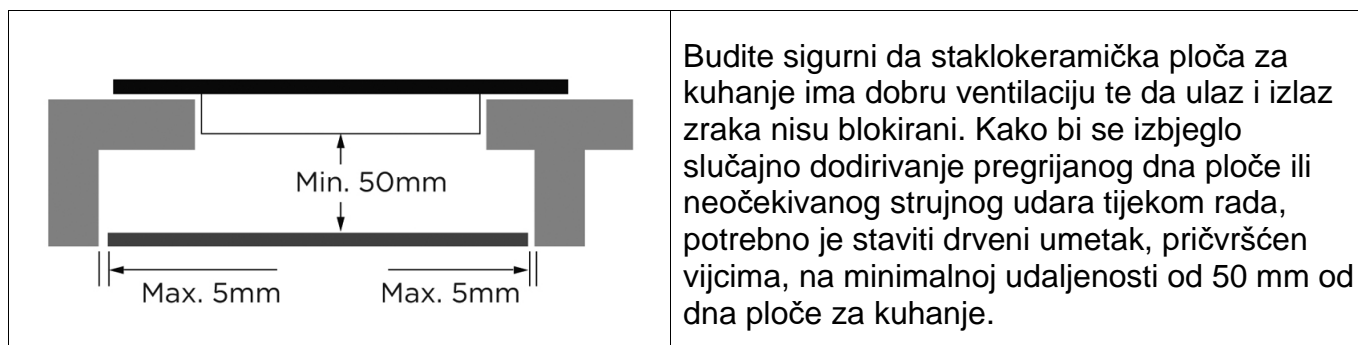 Min. 50mm
Max. 5mm
Max. 5mm
Budite sigurni da staklokeramička ploča za
kuhanje ima dobru ventilaciju te da ulaz i izlaz
zraka nisu blokirani. Kako bi se izbjeglo
slučajno dodirivanje pregrijanog dna ploče ili
neočekivanog strujnog udara tijekom rada,
potrebno je staviti drveni umetak, pričvršćen
vijcima, na minimalnoj udaljenosti od 50 mm od
dna ploče za kuhanje.